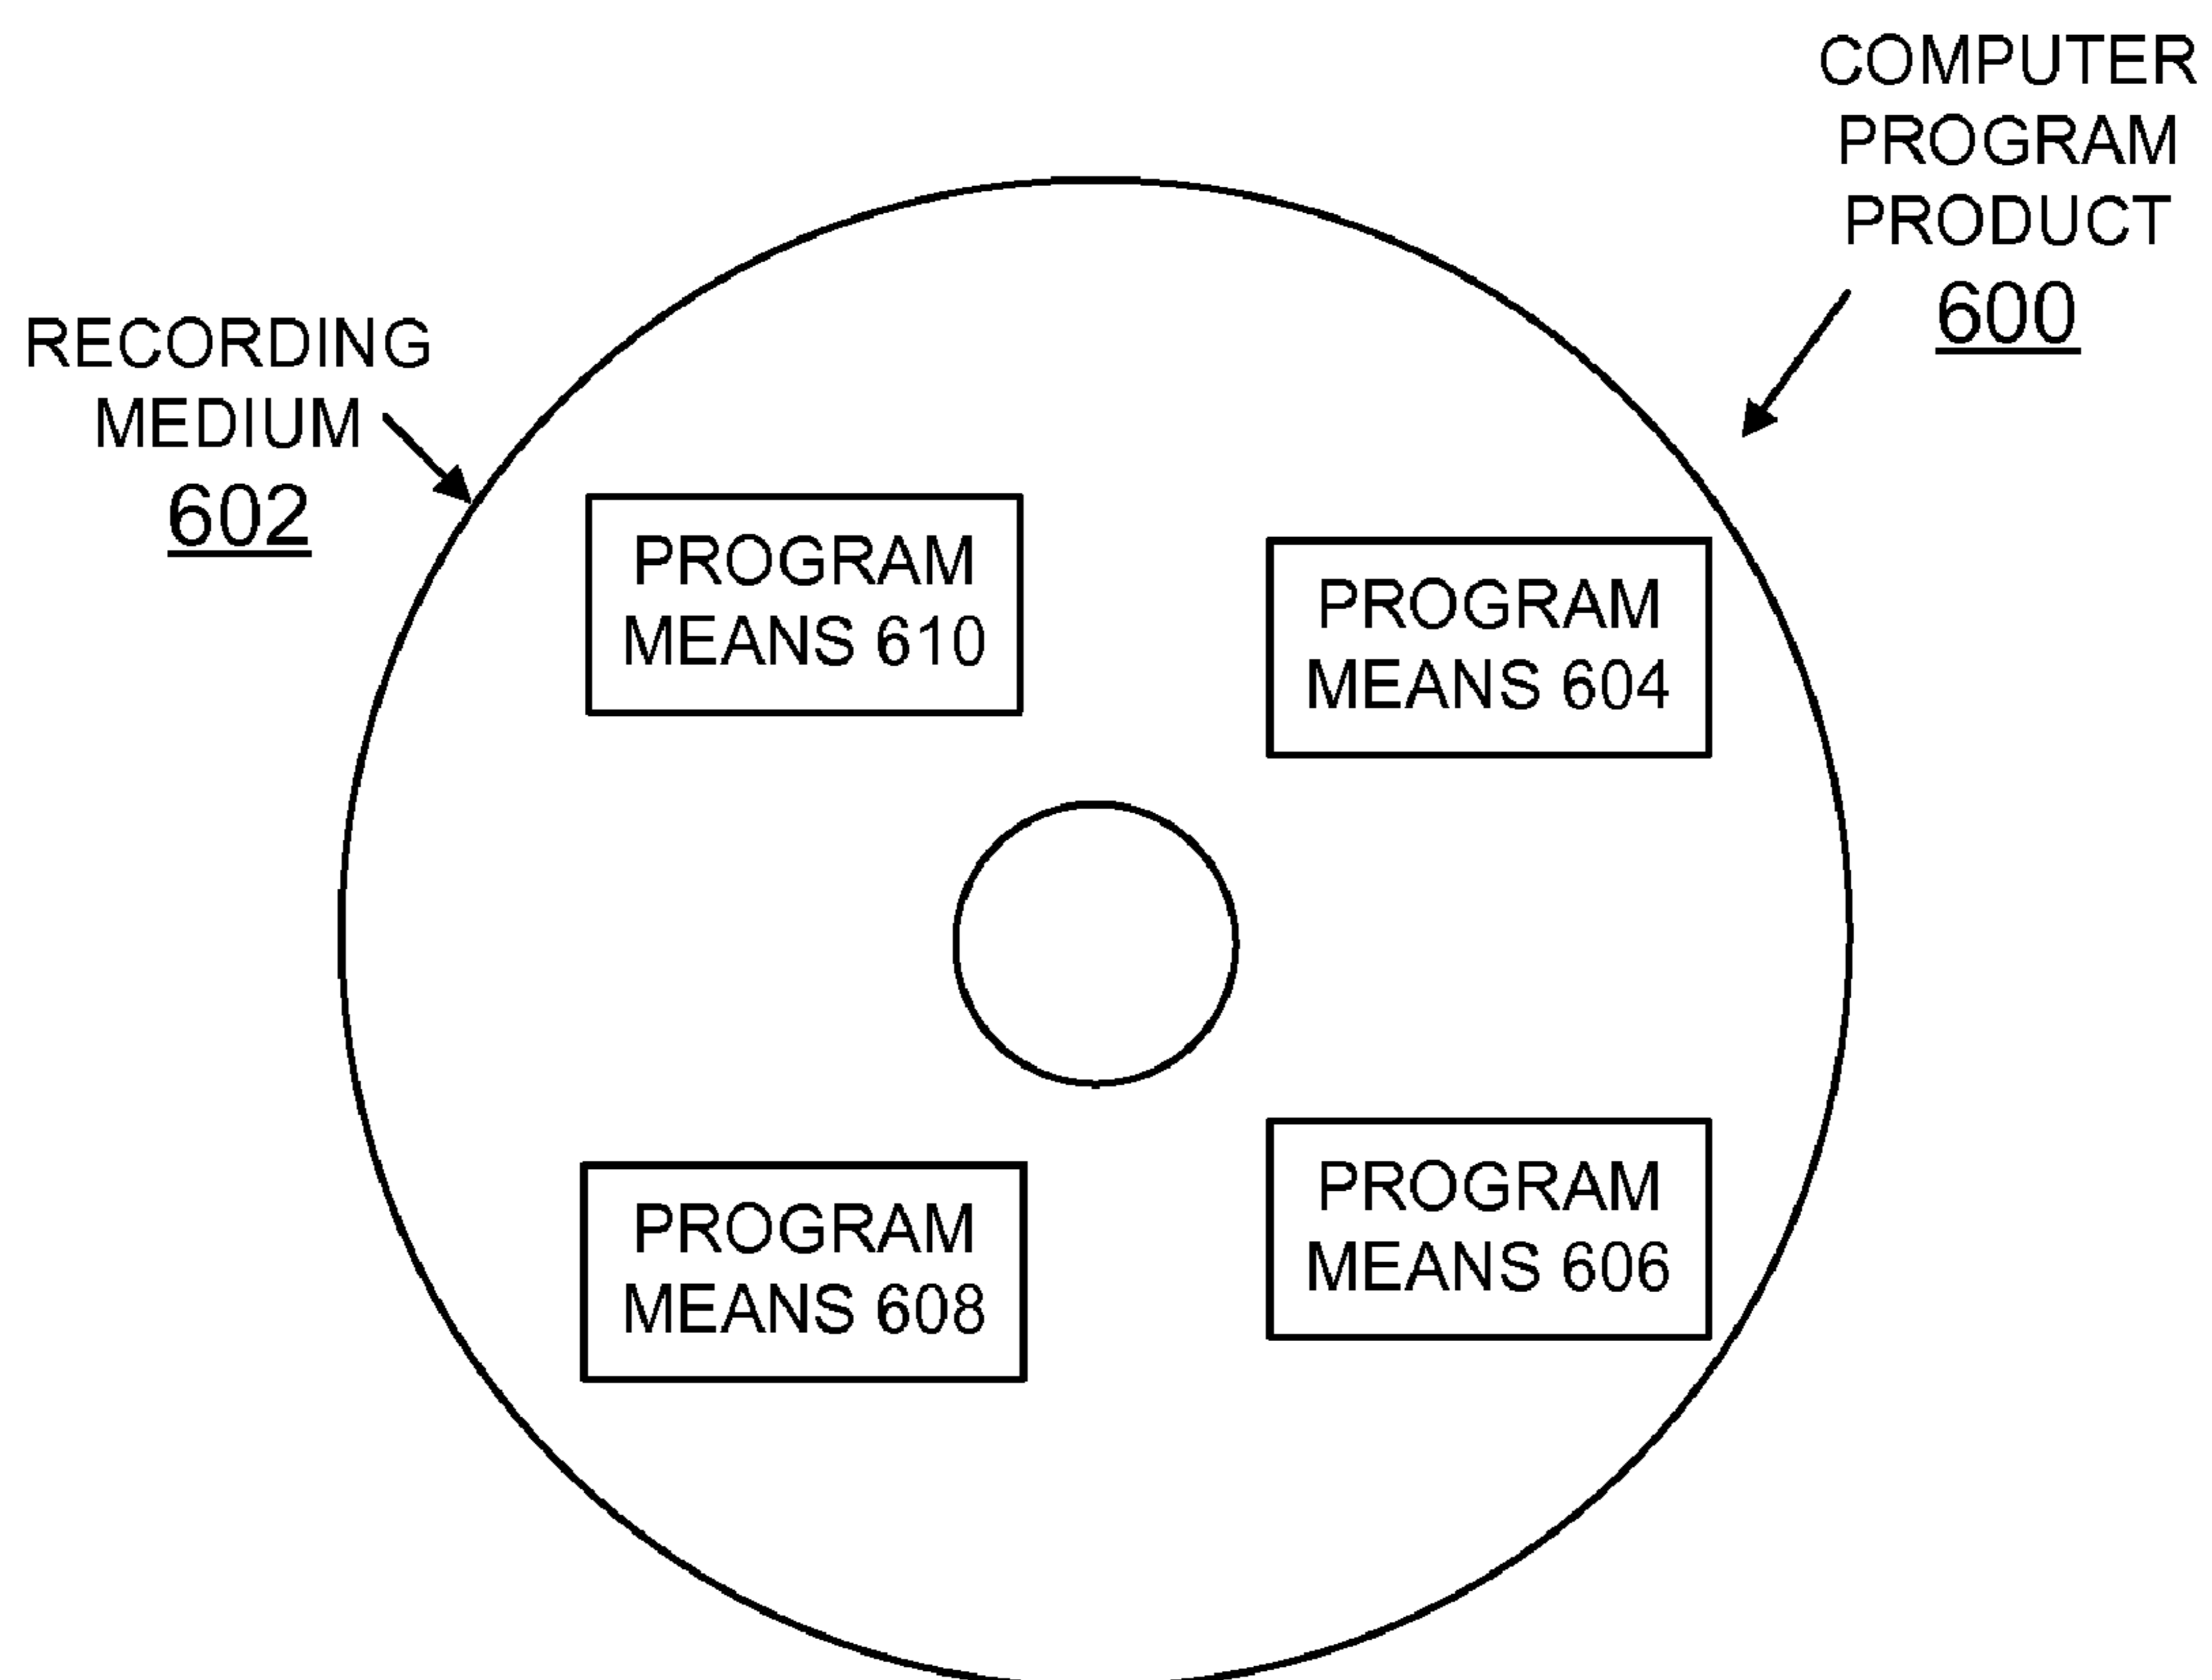 COMPUTER
PROGRAM
PRODUCT
600
RECORDING
MEDIUM
602
PROGRAM
MEANS 610
PROGRAM
MEANS 604
PROGRAM
MEANS 608
PROGRAM
MEANS 606